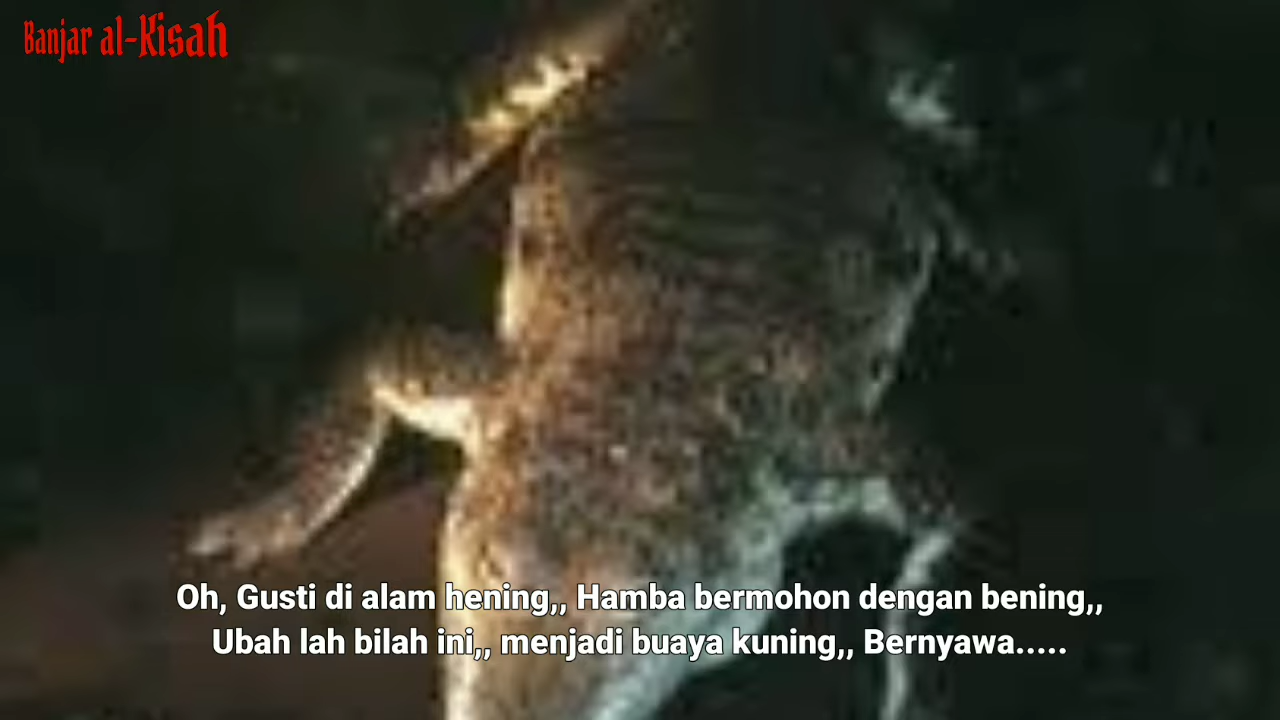 Banjar al-Kisah
Oh, Gusti di alam hening,, Hamba bermohon dengan bening,,
Ubah lah bilah ini,, menjadi buaya kuning,, Bernyawa.....